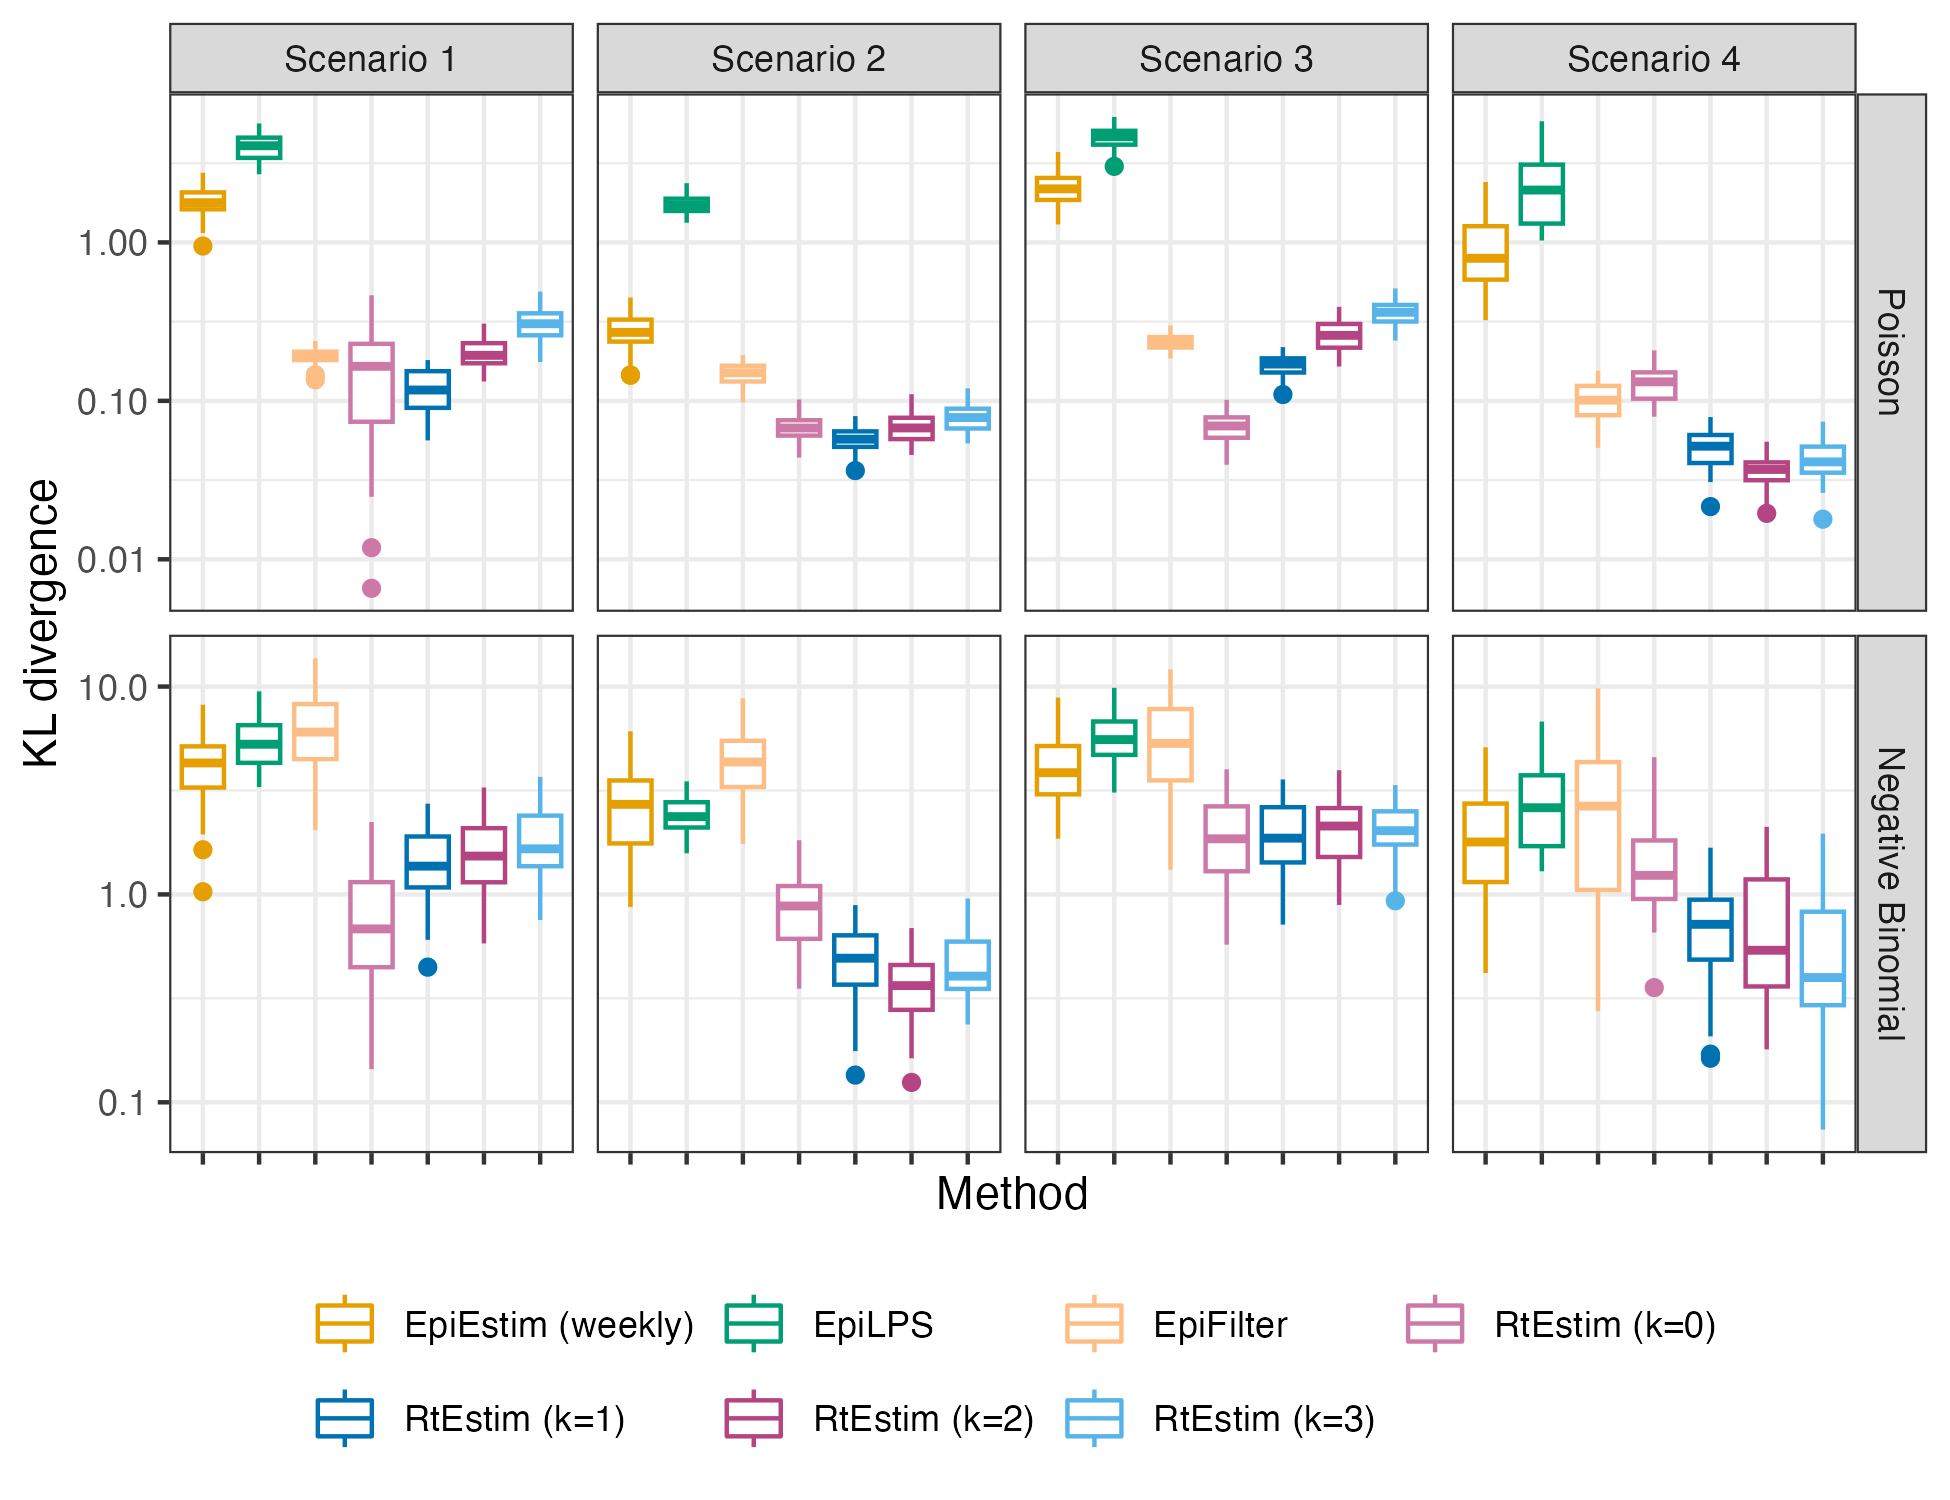 Scenario 1
Scenario 2
Scenario 3
Scenario 4
Poisson
1.00
0.10
0.01
KL divergence
Negative Binomial
10.0
1.0
0.1
Method
EpiEstim (weekly)
EpiLPS
EpiFilter
RtEstim (k=0)
RtEstim (k=1)
RtEstim (k=2)
RtEstim (k=3)